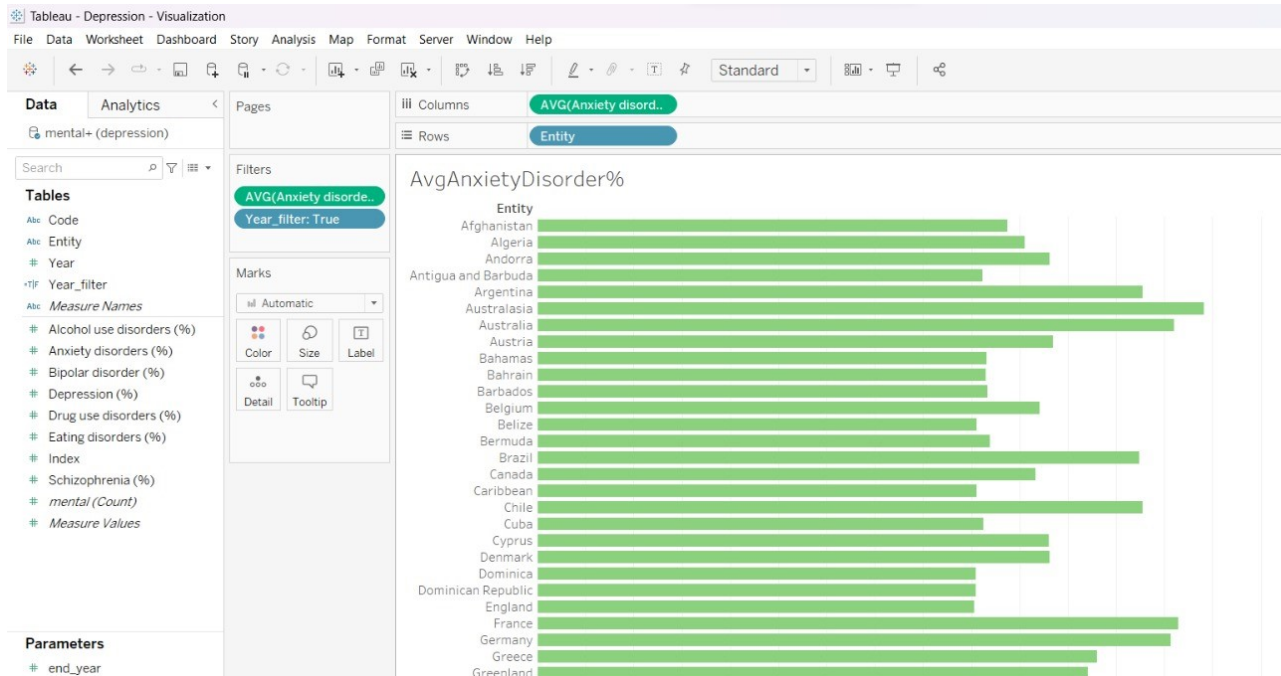 Tableau - Depression - Visualization
File Data Worksheet Dashboard Story Analysis Map Format Server Window Help
Standard
Data Analytics
mental+ (depression)
Search
Tables
Abc Code
Abc Entity
# Year
T|F Year_filter
Abc Measure Names
# Alcohol use disorders (%)
# Anxiety disorders (%)
# Bipolar disorder (%)
# Depression (%)
# Drug use disorders (%)
# Eating disorders (%)
# Index
# Schizophrenia (%)
# mental (Count)
# Measure Values
Parameters
# end_year
Pages
Filters
AVG(Anxiety disorde..
Year_filter: True
Marks
Automatic
Color Size Label
Detail Tooltip
Columns AVG(Anxiety disord..
Rows Entity
AvgAnxietyDisorder%
Entity
Afghanistan
Algeria
Andorra
Antigua and Barbuda
Argentina
Australasia
Australia
Austria
Bahamas
Bahrain
Barbados
Belgium
Belize
Bermuda
Brazil
Canada
Caribbean
Chile
Cuba
Cyprus
Denmark
Dominica
Dominican Republic
England
France
Germany
Greece
Greenland